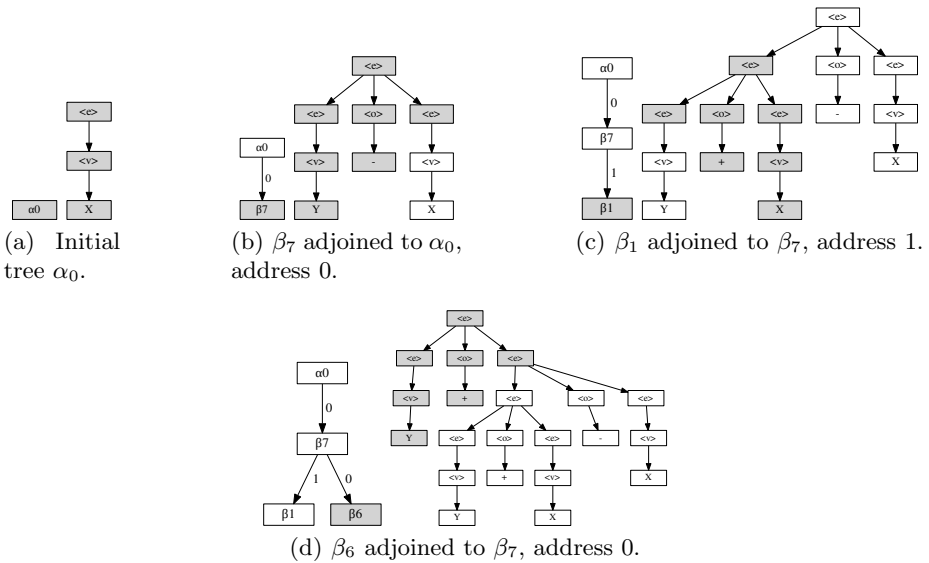 <e>
<v>
α0 X
(a) Initial
tree α0.
<e>
<e> <o> <e>
α0
0
<v> - <v>
β7 Y X
(b) β7 adjoined to α0,
address 0.
<e>
α0 <e> <o> <e>
0
<e> <o> <e> - <v>
β7
1
<v> + <v> X
β1 Y X
(c) β1 adjoined to β7, address 1.
<e>
<e> <o> <e>
α0
0
<v> + <e> <o> <e>
β7 Y <e> <o> <e> - <v>
1 0
<v> + <v> X
β1 β6 Y X
(d) β6 adjoined to β7, address 0.